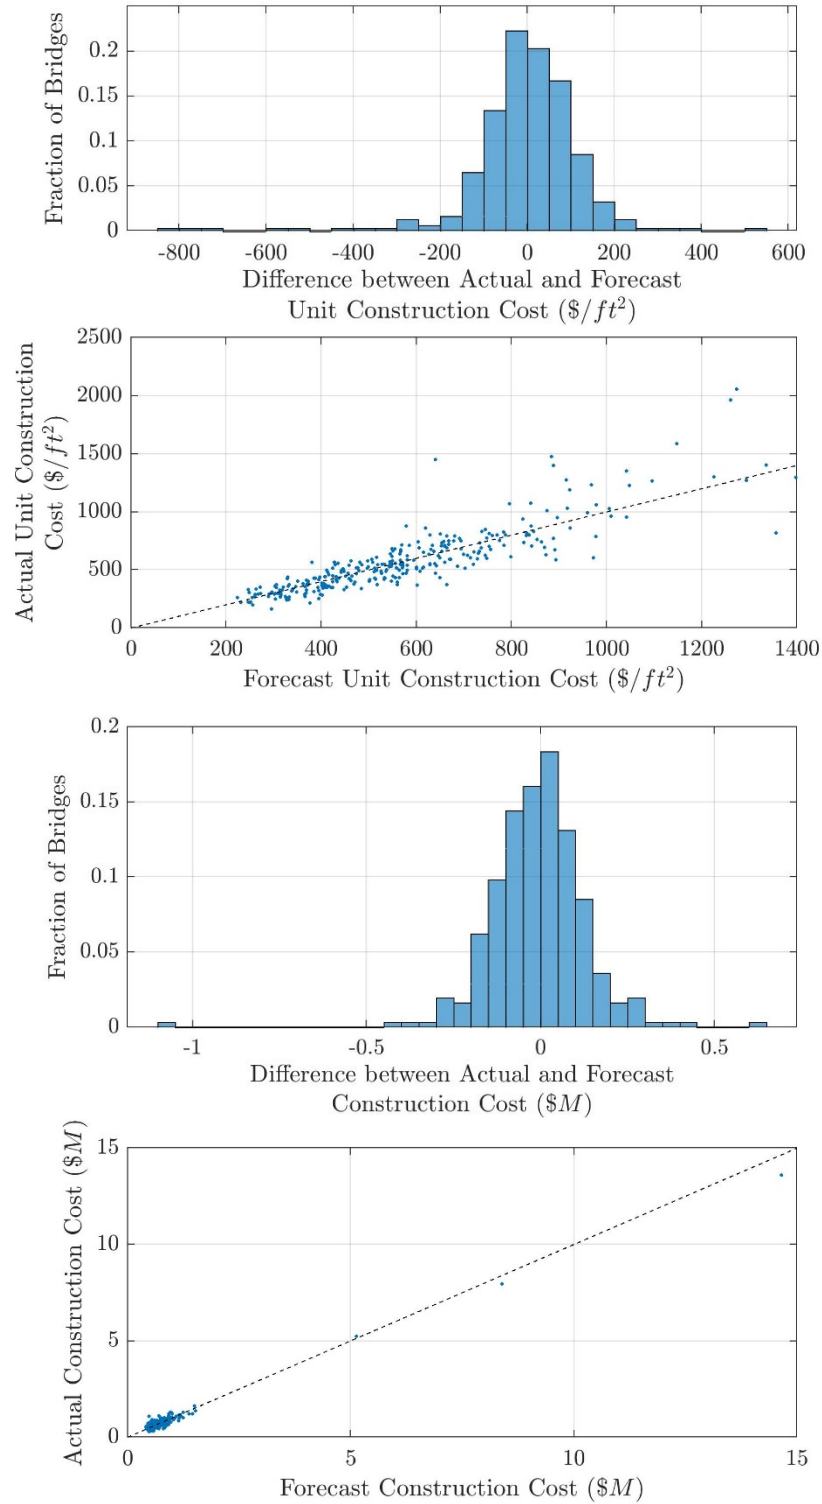 Fraction of Bridges
0.2
0.15
0.1
0.05
0
-800 -600 -400 -200 0 200 400 600
Difference between Actual and Forecast
Unit Construction Cost ($/ft²)
Actual Unit Construction
Cost ($/ft²)
2500
2000
1500
1000
500
0
0 200 400 600 800 1000 1200 1400
Forecast Unit Construction Cost ($/ft²)
Fraction of Bridges
0.2
0.15
0.1
0.05
0
-1 -0.5 0 0.5
Difference between Actual and Forecast
Construction Cost ($M)
Actual Construction Cost ($M)
15
10
5
0
0 5 10 15
Forecast Construction Cost ($M)